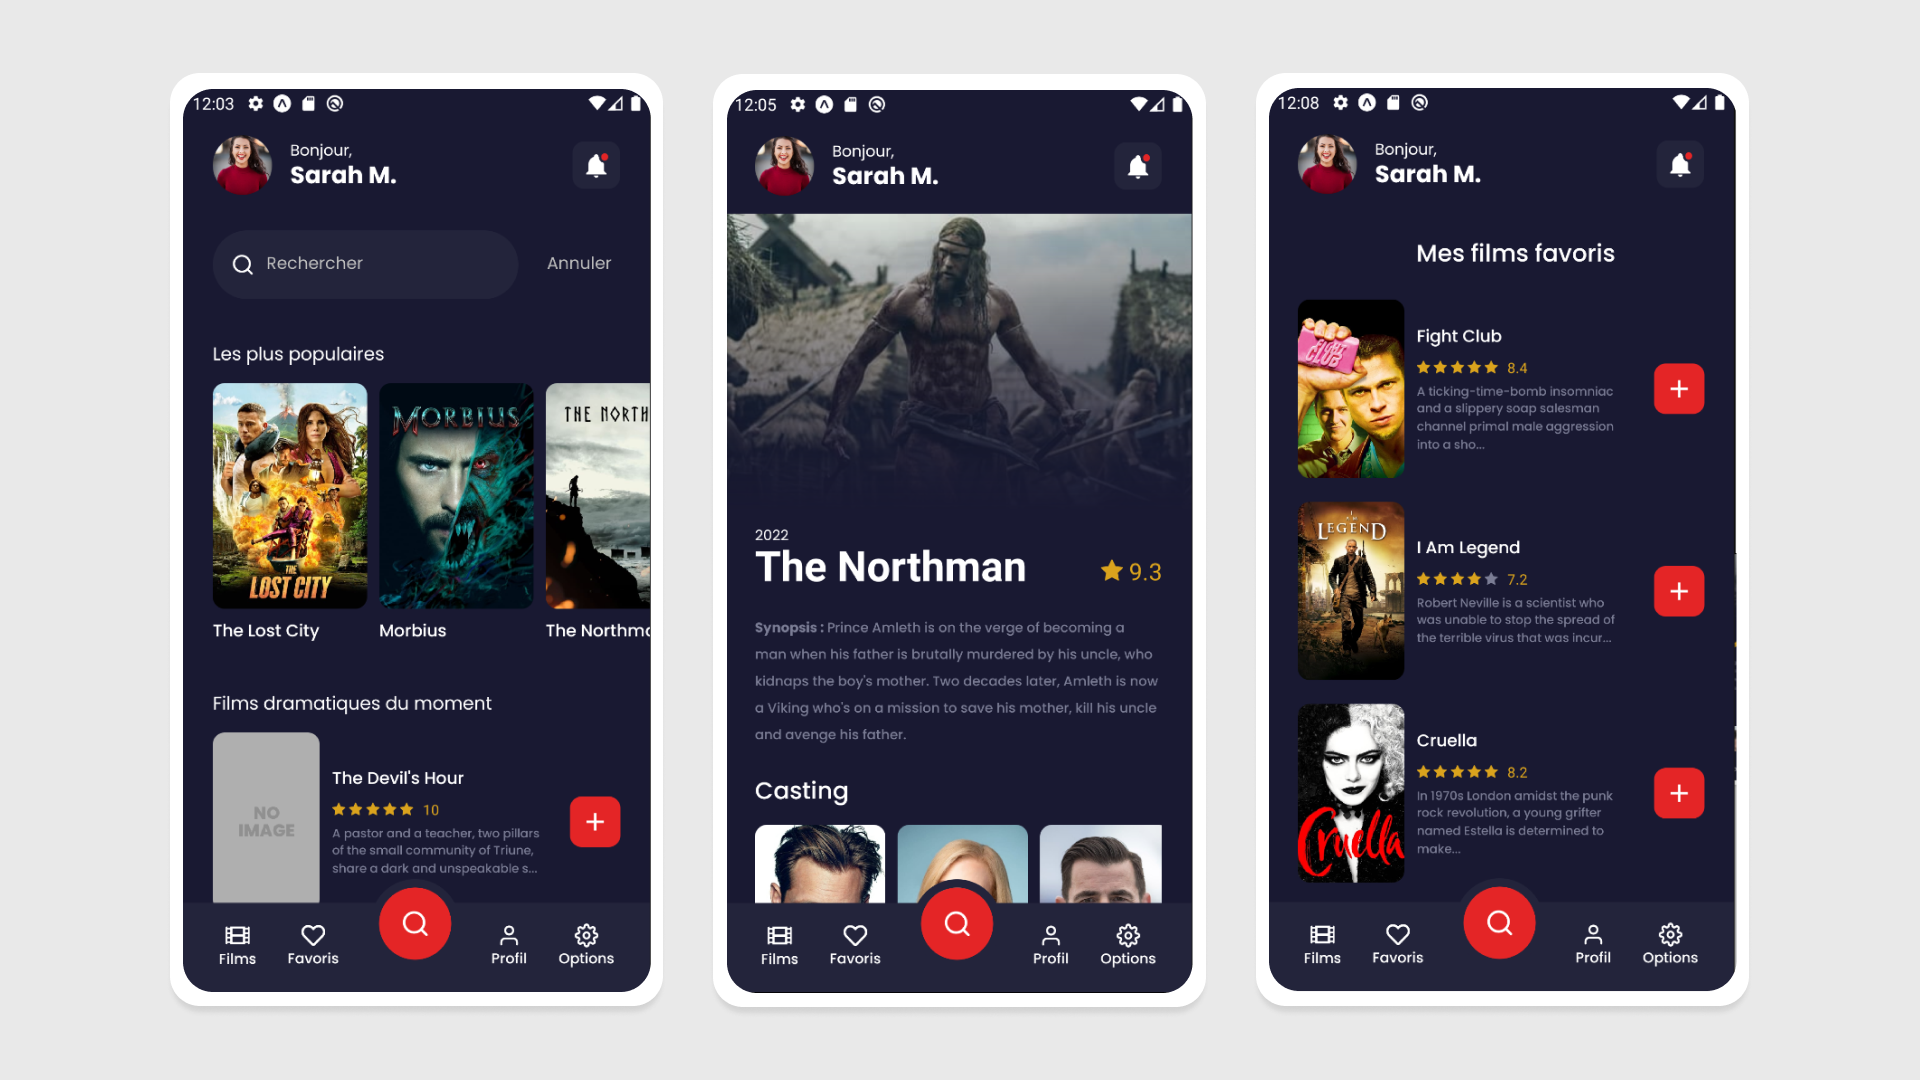 12:03
Bonjour,
Sarah M.
Rechercher
Annuler
Les plus populaires
MORBIUS
THE NORTH
THE
LOST CITY
The Lost City
Morbius
The Northmo
Films dramatiques du moment
NO
IMAGE
The Devil's Hour
10
A pastor and a teacher, two pillars
of the small community of Triune,
share a dark and unspeakable s...
Films
Favoris
Profil
Options
12:05
Bonjour,
Sarah M.
2022
The Northman
9.3
Synopsis : Prince Amleth is on the verge of becoming a
man when his father is brutally murdered by his uncle, who
kidnaps the boy's mother. Two decades later, Amleth is now
a Viking who's on a mission to save his mother, kill his uncle
and avenge his father.
Casting
Films
Favoris
Profil
Options
12:08
Bonjour,
Sarah M.
Mes films favoris
FIGHT
CLUB
Fight Club
8.4
A ticking-time-bomb insomniac
and a slippery soap salesman
channel primal male aggression
into a sho...
LEGEND
I Am Legend
7.2
Robert Neville is a scientist who
was unable to stop the spread of
the terrible virus that was incur...
Cruella
Cruella
8.2
In 1970s London amidst the punk
rock revolution, a young grifter
named Estella is determined to
make...
Films
Favoris
Profil
Options